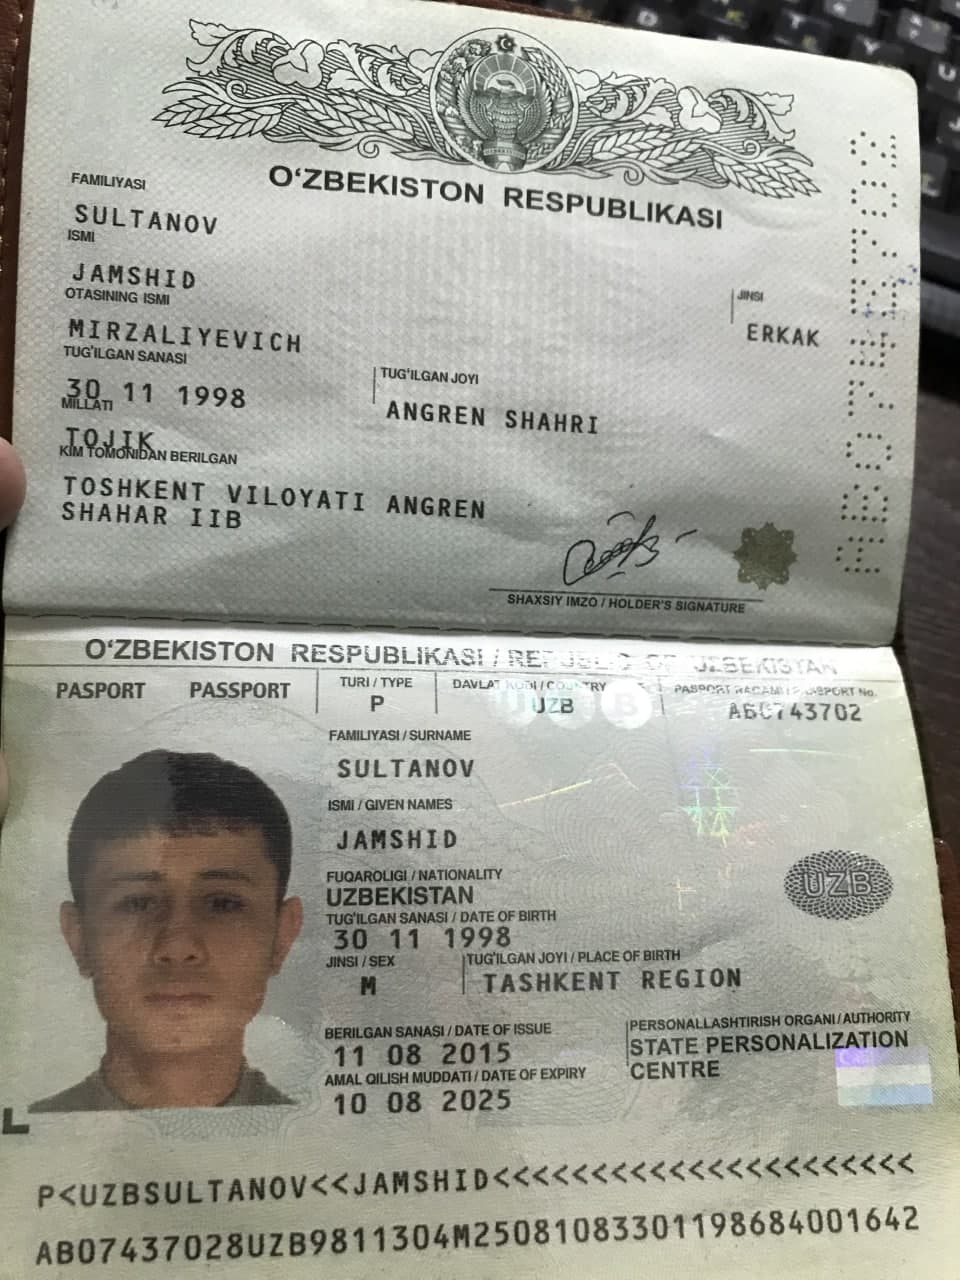 O‘ZBEKISTON RESPUBLIKASI
FAMILIYASI
SULTANOV
ISMI
JAMSHID
OTASINING ISMI
MIRZALIYEVICH
JINSI
ERKAK
TUG‘ILGAN SANASI
30 11 1998
TUG‘ILGAN JOYI
ANGREN SHAHRI
MILLATI
TOJIK
KIM TOMONIDAN BERILGAN
TOSHKENT VILOYATI ANGREN
SHAHAR IIB
SHAXSIY IMZO / HOLDER'S SIGNATURE
O‘ZBEKISTON RESPUBLIKASI / REPUBLIC OF UZBEKISTAN
PASPORT PASSPORT
TURI / TYPE
P
DAVLAT KODI / COUNTRY
UZB
PASPORT RAQAMI / PASSPORT No.
AB0743702
FAMILIYASI / SURNAME
SULTANOV
ISMI / GIVEN NAMES
JAMSHID
FUQAROLIGI / NATIONALITY
UZBEKISTAN
TUG‘ILGAN SANASI / DATE OF BIRTH
30 11 1998
JINSI / SEX
M
TUG‘ILGAN JOYI / PLACE OF BIRTH
TASHKENT REGION
BERILGAN SANASI / DATE OF ISSUE
11 08 2015
AMAL QILISH MUDDATI / DATE OF EXPIRY
10 08 2025
PERSONALLASHTIRISH ORGANI / AUTHORITY
STATE PERSONALIZATION
CENTRE
UZB
P<UZBSULTANOV<<JAMSHID<<<<<<<<<<<<<<<<<<<<<<
AB07437028UZB9811304M25081083301198684001642